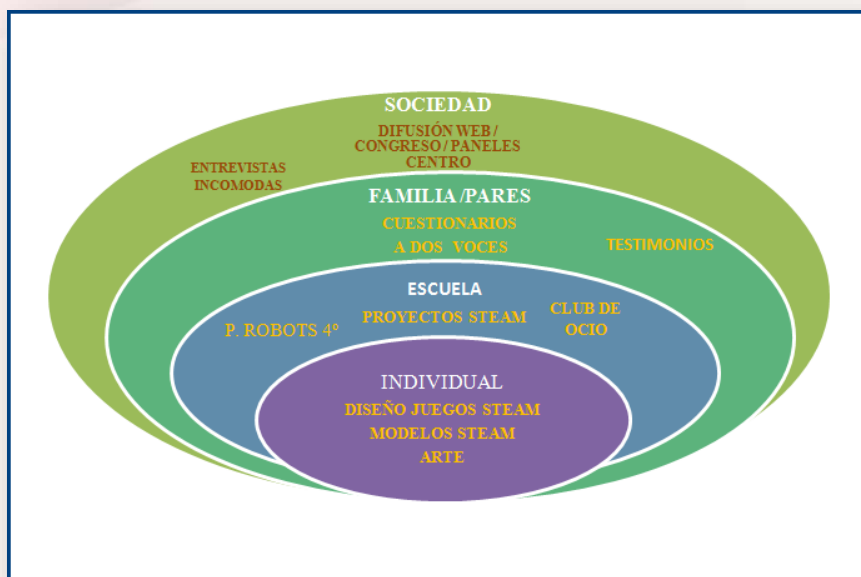 SOCIEDAD
DIFUSIÓN WEB /
CONGRESO / PANELES
CENTRO
ENTREVISTAS
INCOMODAS
FAMILIA /PARES
CUESTIONARIOS
A DOS VOCES
TESTIMONIOS
ESCUELA
P. ROBOTS 4º
PROYECTOS STEAM
CLUB DE
OCIO
INDIVIDUAL
DISEÑO JUEGOS STEAM
MODELOS STEAM
ARTE